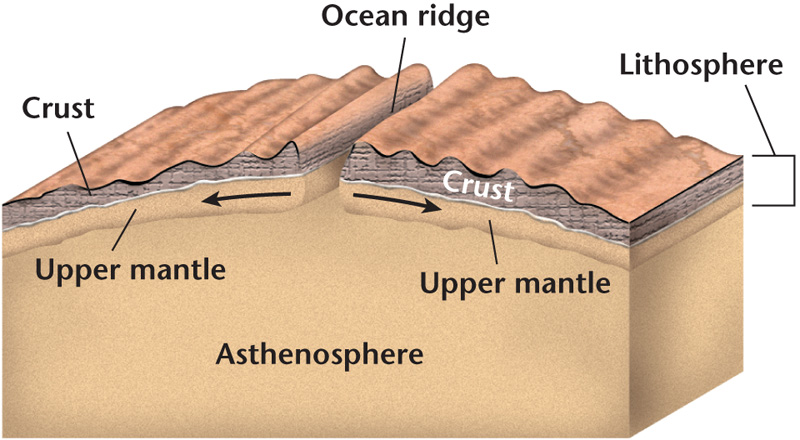 Ocean ridge
Lithosphere
Crust
Crust
Upper mantle
Upper mantle
Asthenosphere